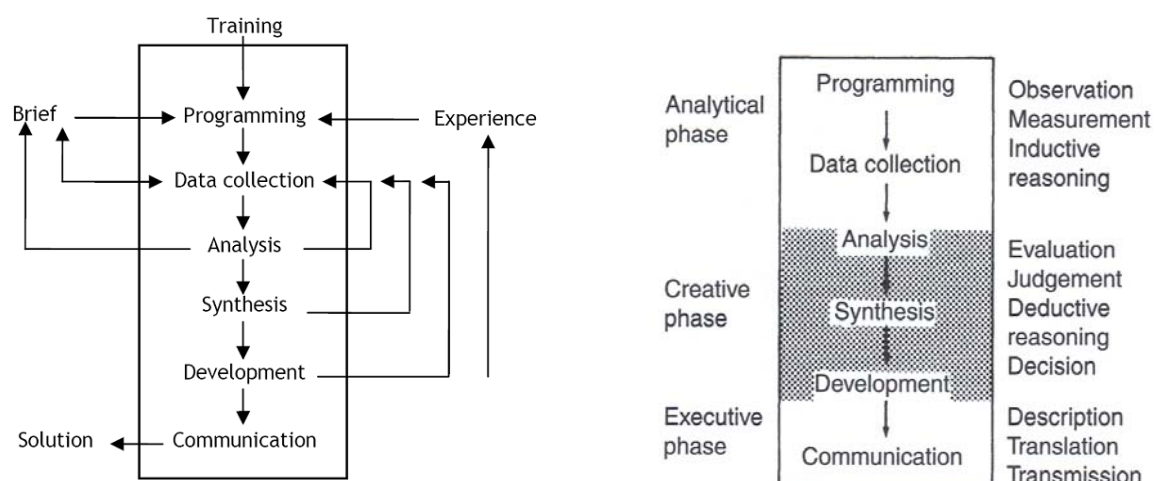 Training
Brief
Programming
Experience
Data collection
Analysis
Synthesis
Development
Solution
Communication
Analytical
phase
Programming
Data collection
Observation
Measurement
Inductive
reasoning
Creative
phase
Analysis
Synthesis
Development
Evaluation
Judgement
Deductive
reasoning
Decision
Executive
phase
Communication
Description
Translation
Transmission